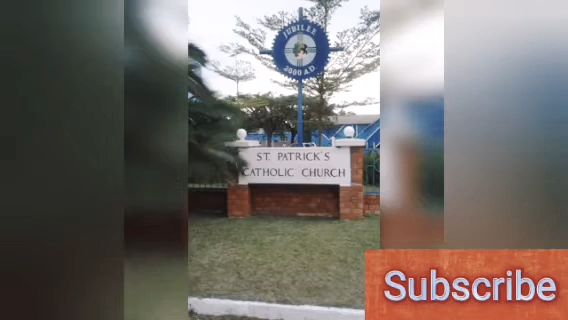 JUBILEE
2000 A.D.
ST. PATRICK'S
CATHOLIC CHURCH
Subscribe